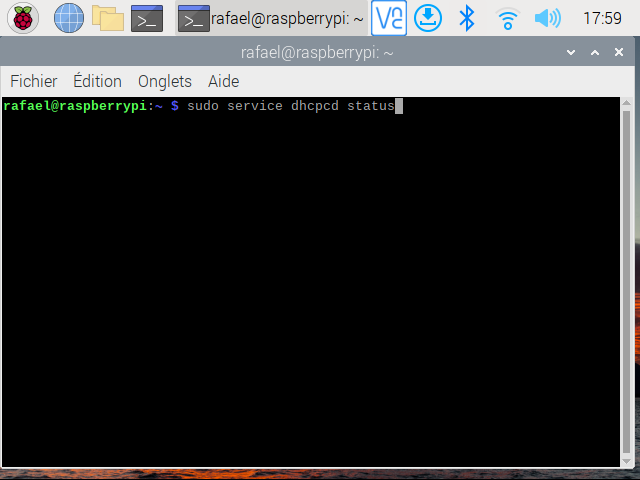 rafael@raspberrypi: ~ 17:59
rafael@raspberrypi: ~
Fichier Édition Onglets Aide
rafael@raspberrypi:~ $ sudo service dhcpcd status